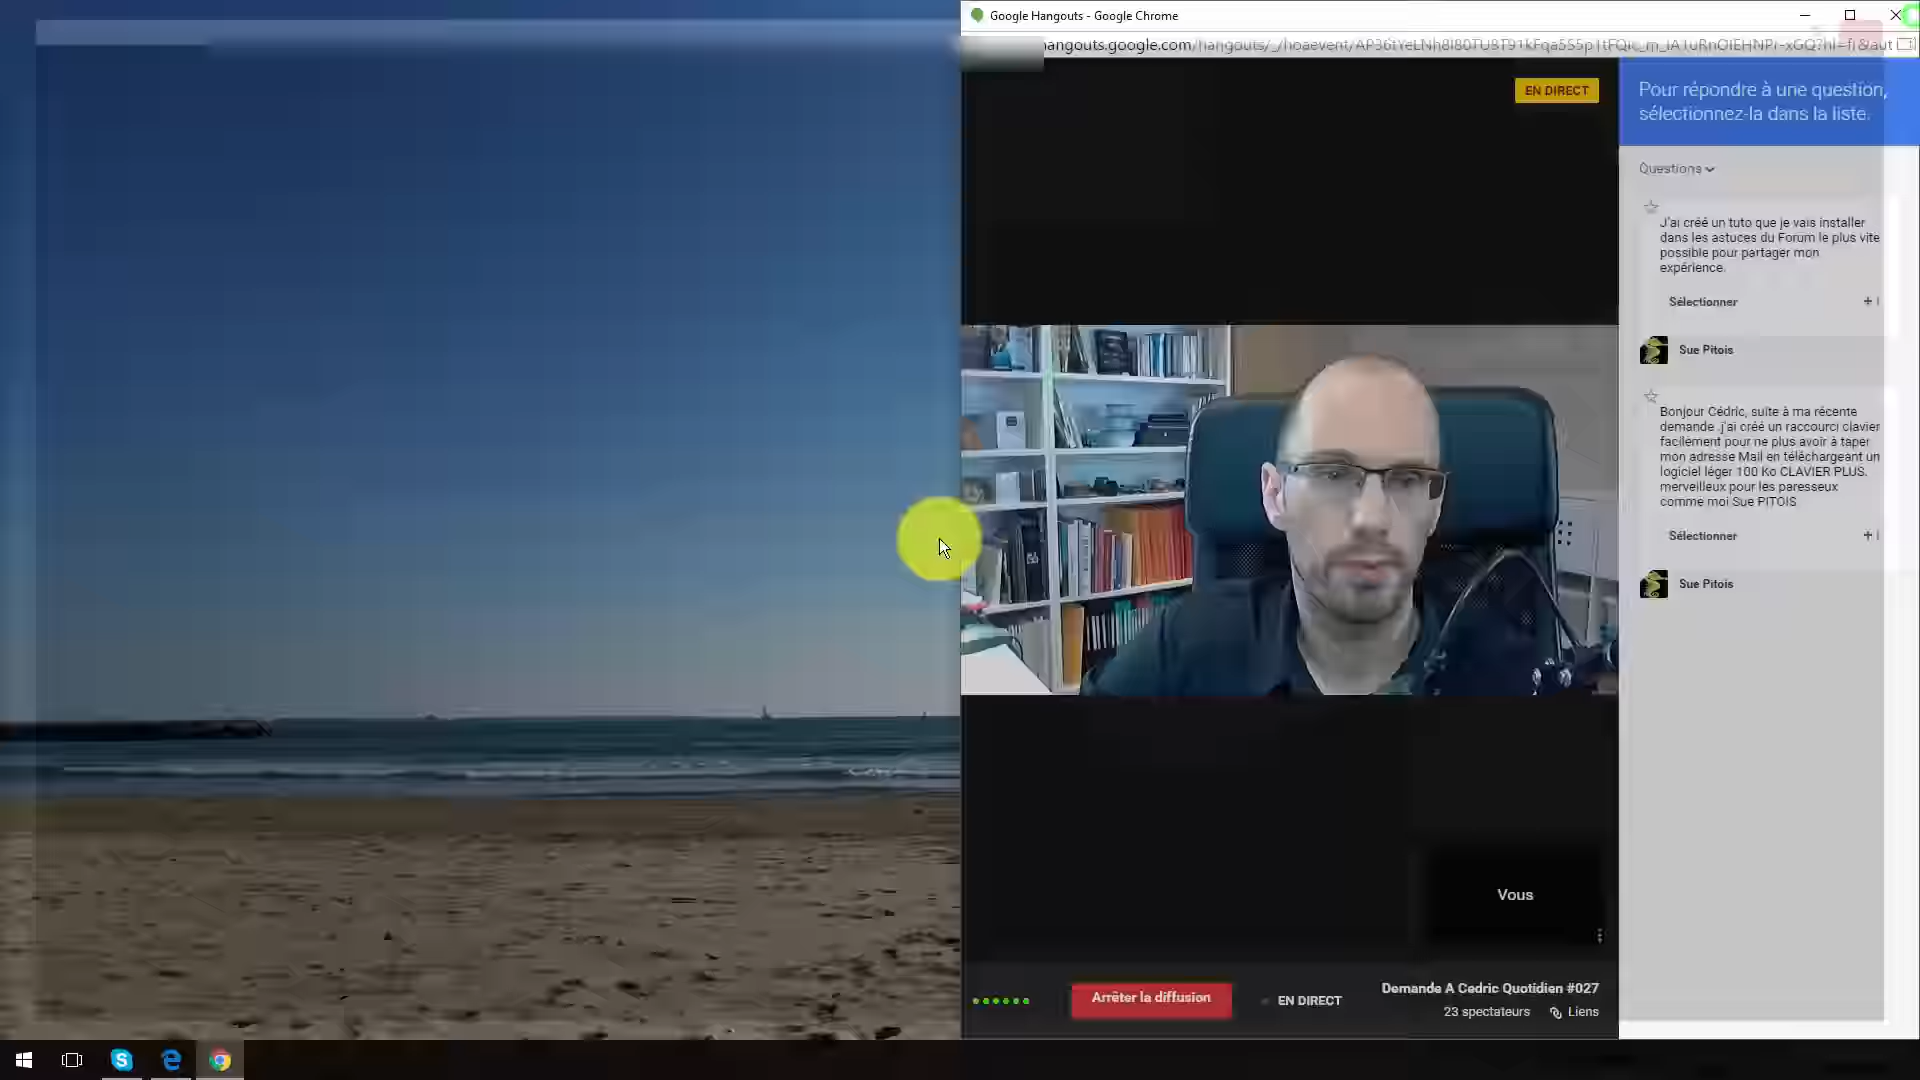 Google Hangouts - Google Chrome
EN DIRECT
Pour répondre à une question,
sélectionnez-la dans la liste.
Questions
J'ai créé un tuto que je vais installer
dans les astuces du Forum le plus vite
possible pour partager mon
expérience.
Sélectionner
Sue Pitois
Bonjour Cédric, suite à ma récente
demande .j'ai créé un raccourci clavier
facilement pour ne plus avoir à taper
mon adresse Mail en téléchargeant un
logiciel léger 100 Ko CLAVIER PLUS.
merveilleux pour les paresseux
comme moi Sue PITOIS
Sélectionner
Sue Pitois
Vous
Arrêter la diffusion
EN DIRECT
Demande A Cedric Quotidien #027
23 spectateurs
Liens